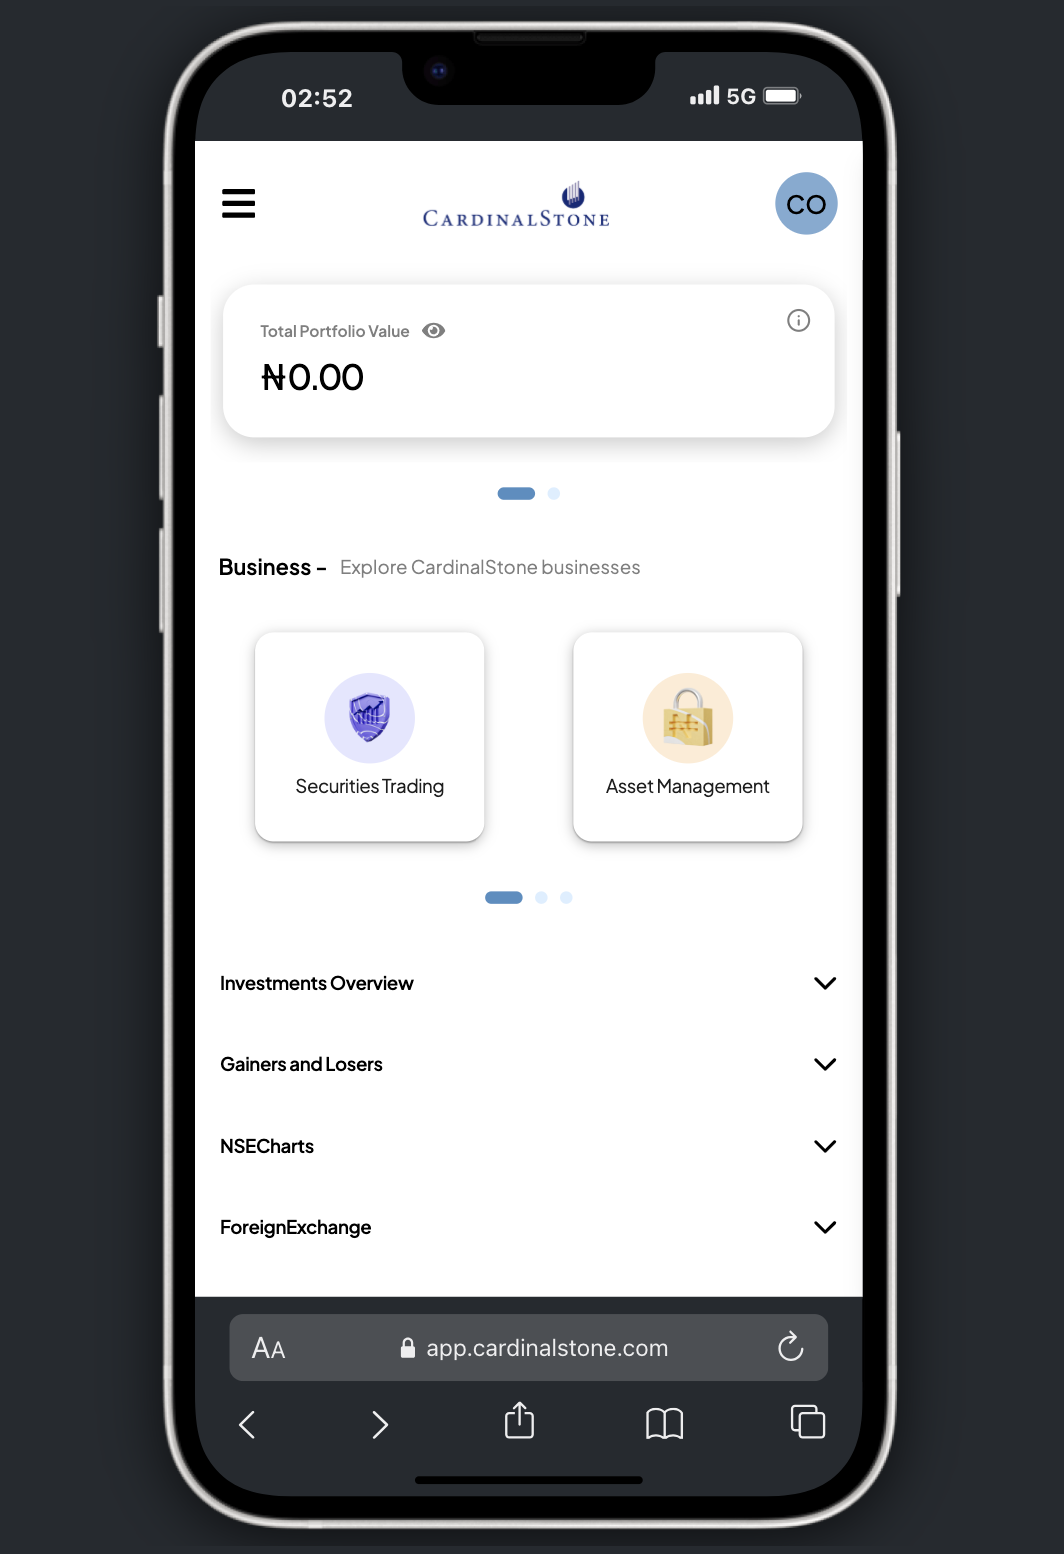 02:52 5G
CARDINALSTONE CO
Total Portfolio Value
₦0.00
Business - Explore CardinalStone businesses
Securities Trading Asset Management
Investments Overview
Gainers and Losers
NSECharts
ForeignExchange
AA app.cardinalstone.com